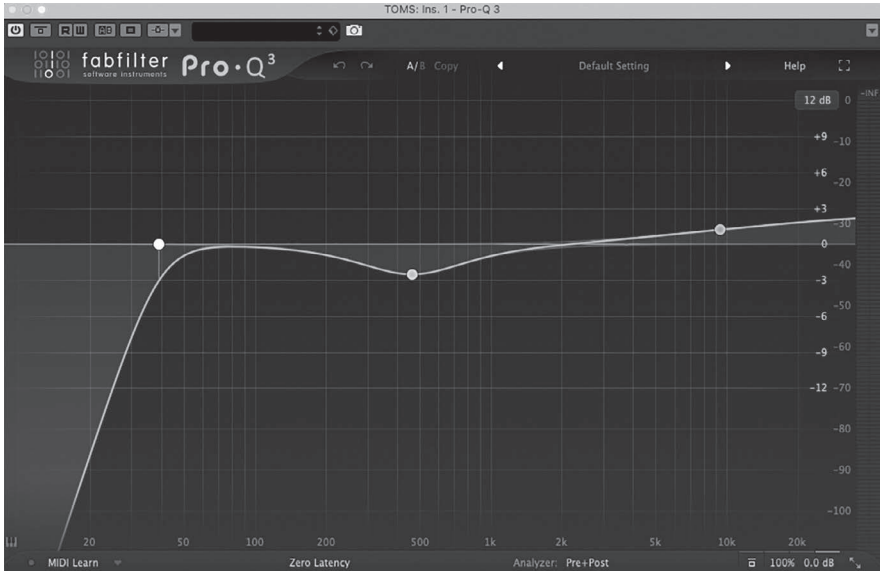 TOMS: Ins. 1 - Pro-Q 3
R W AB
fabfilter
software instruments
Pro·Q3
A/B Copy
Default Setting
Help
12 dB 0 -INF
+9 -10
+6 -20
+3 -30
0 -40
-3 -50
-6 -60
-9 -70
-12 -80
-90
-100
20 50 100 200 500 1k 2k 5k 10k 20k
MIDI Learn
Zero Latency
Analyzer: Pre+Post
100% 0.0 dB